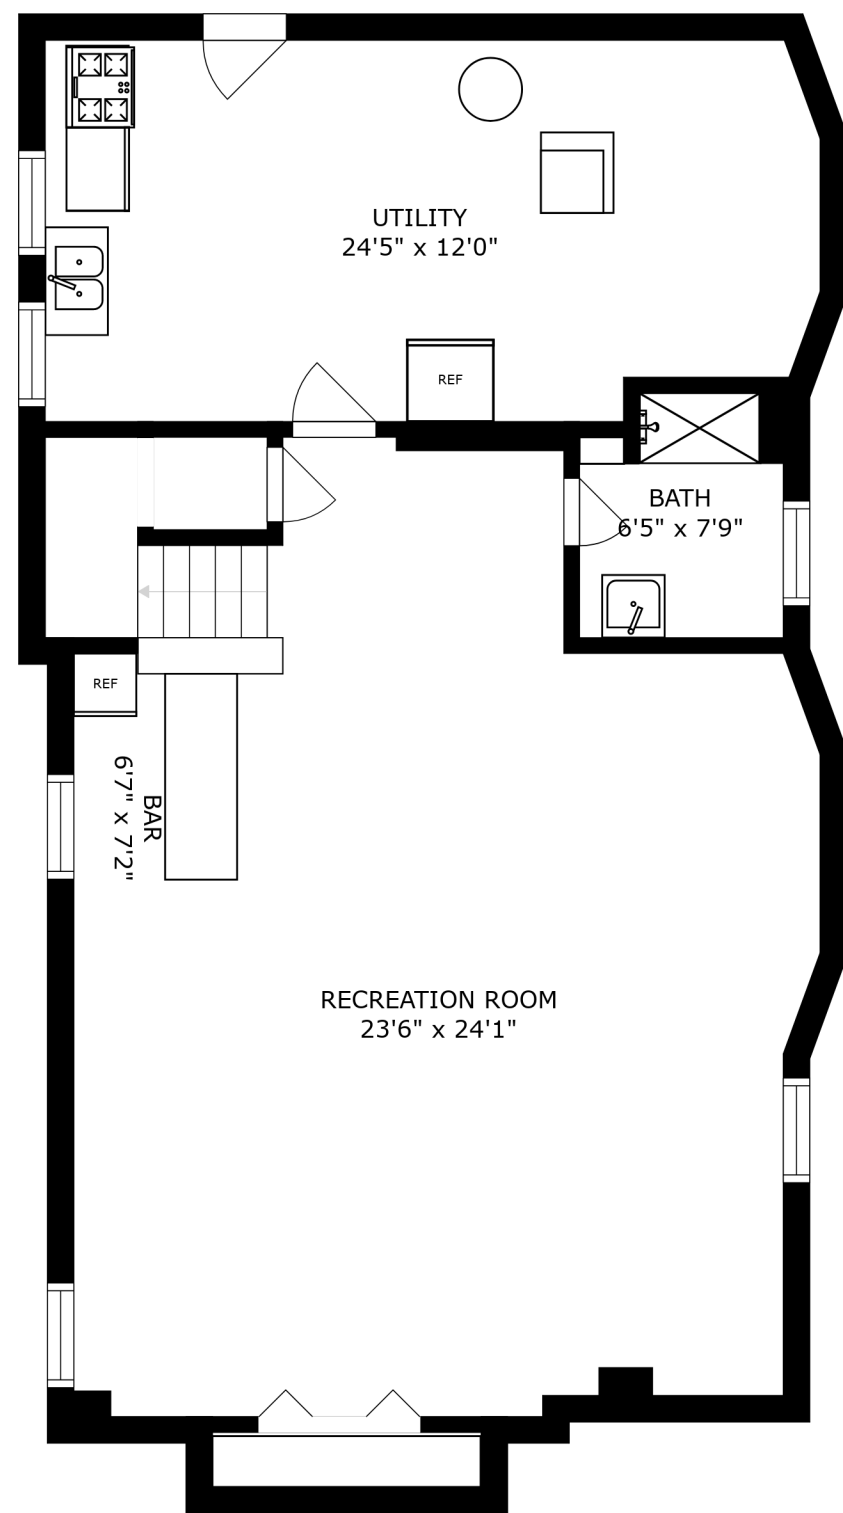 UTILITY
24'5" x 12'0"
REF
BATH
6'5" x 7'9"
REF
BAR
6'7" x 7'2"
RECREATION ROOM
23'6" x 24'1"